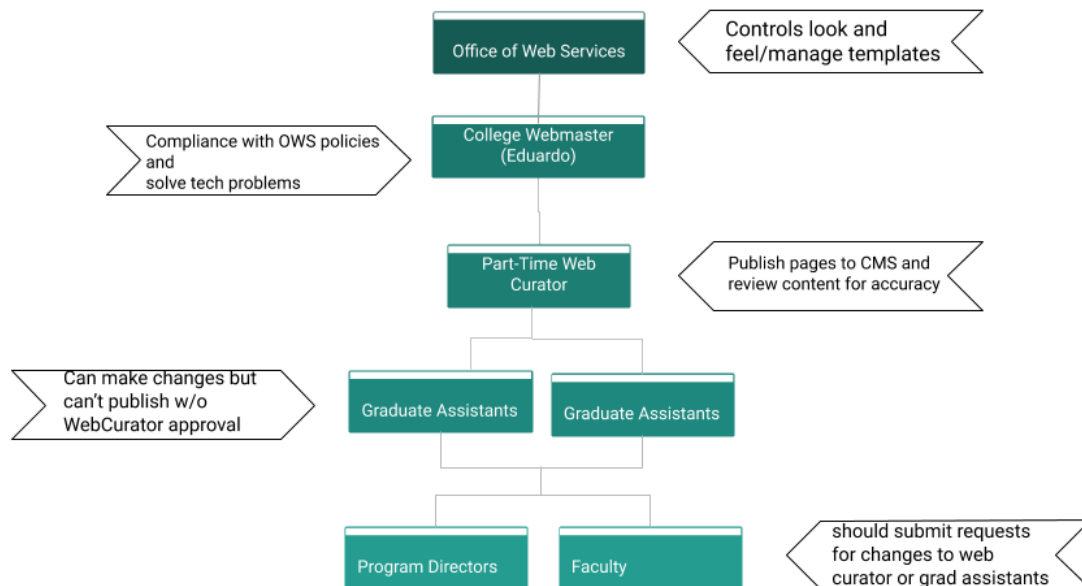 Office of Web Services
Controls look and
feel/manage templates
College Webmaster
(Eduardo)
Compliance with OWS policies
and
solve tech problems
Part-Time Web
Curator
Publish pages to CMS and
review content for accuracy
Can make changes but
can't publish w/o
WebCurator approval
Graduate Assistants
Graduate Assistants
Program Directors
Faculty
should submit requests
for changes to web
curator or grad assistants